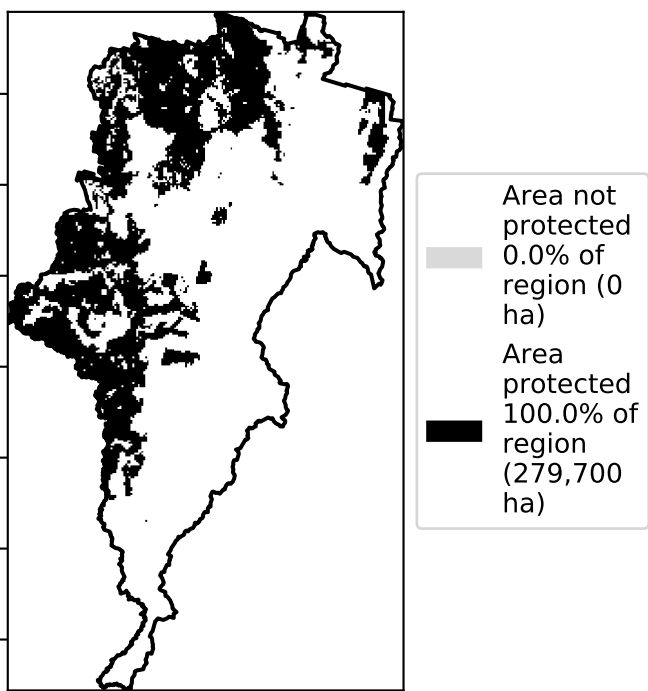 Area not
protected
0.0% of
region (0
ha)
Area
protected
100.0% of
region
(279,700
ha)